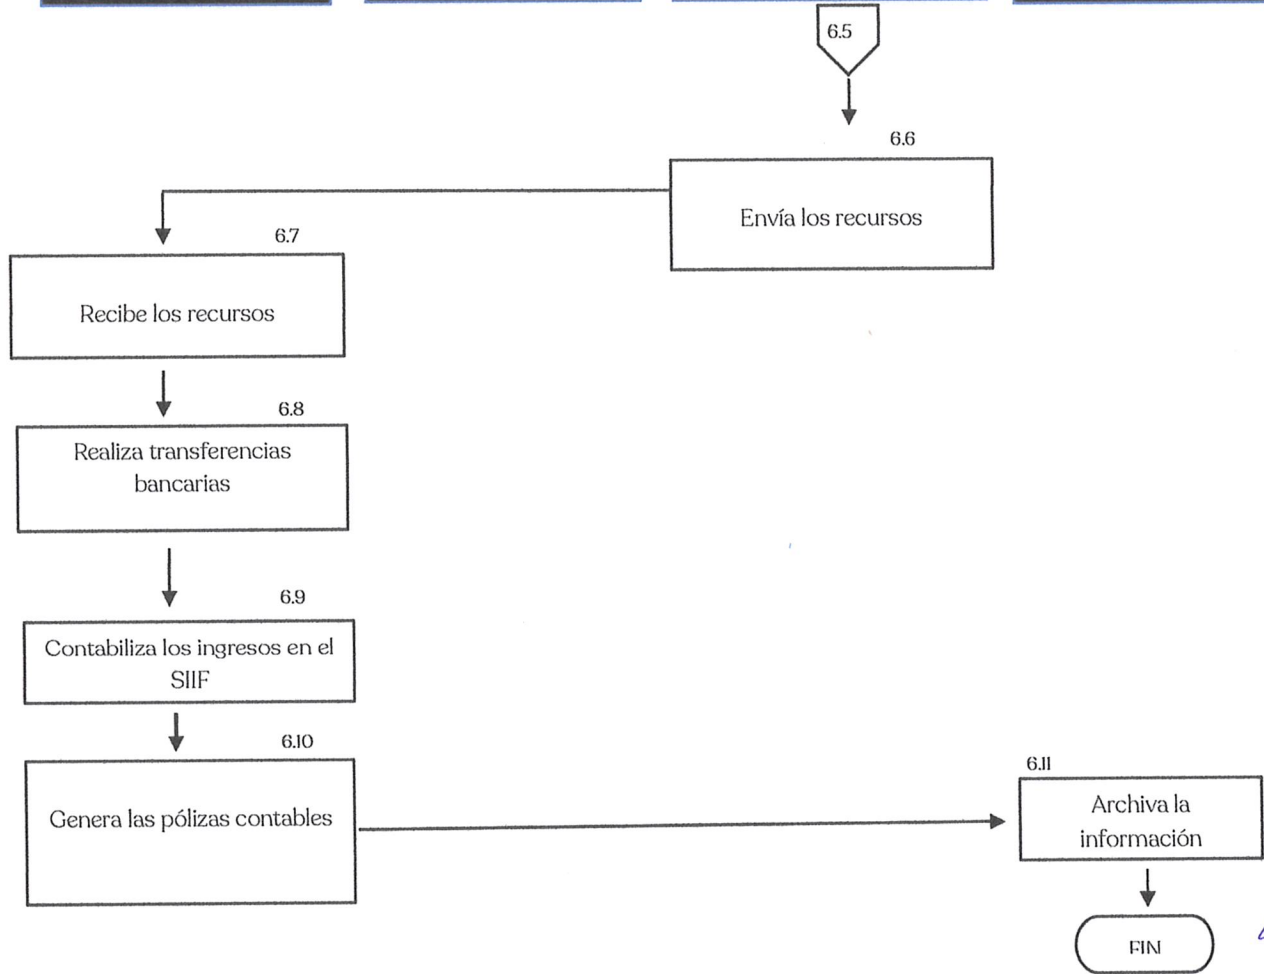 6.5
6.6
Envía los recursos
6.7
Recibe los recursos
6.8
Realiza transferencias
bancarias
6.9
Contabiliza los ingresos en el
SIIF
6.10
Genera las pólizas contables
6.11
Archiva la
información
FIN